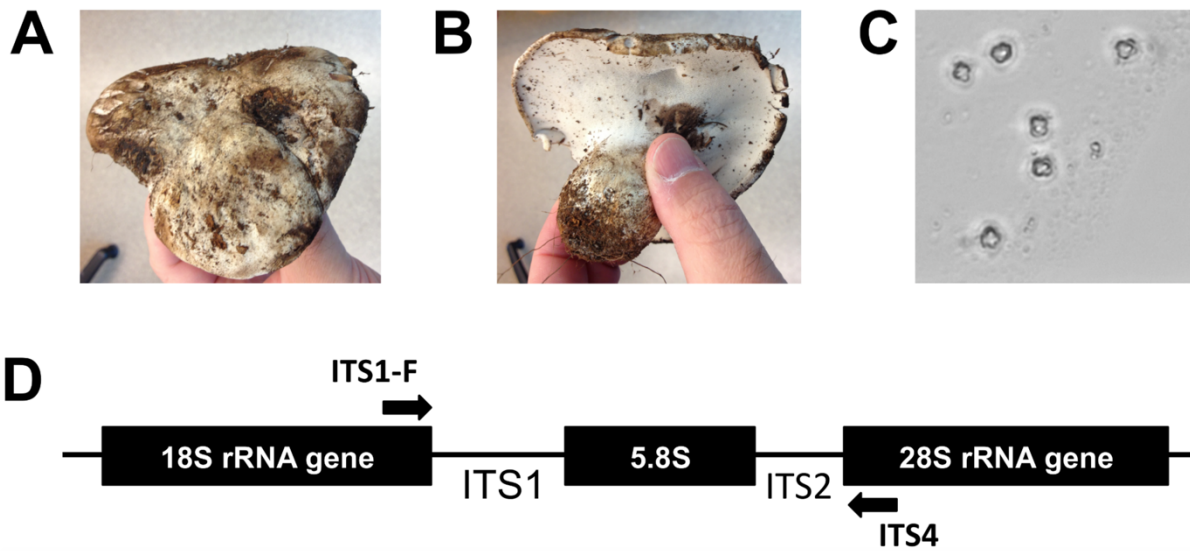 A
B
C
D
ITS1-F
18S rRNA gene
5.8S
28S rRNA gene
ITS1
ITS2
ITS4